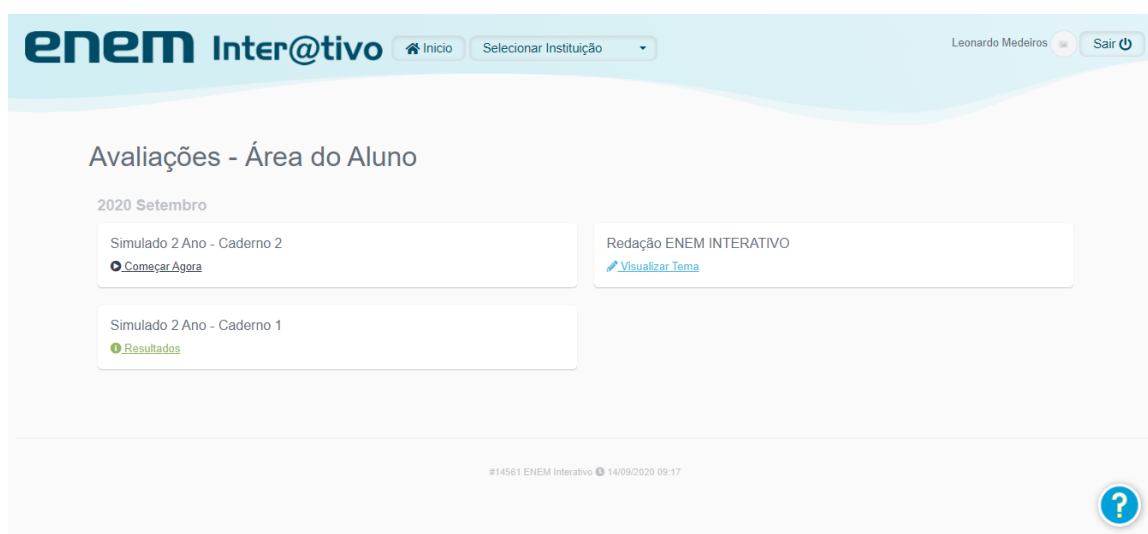 enem Inter@tivo Inicio Selecionar Instituição Leonardo Medeiros Sair
Avaliações - Área do Aluno
2020 Setembro
Simulado 2 Ano - Caderno 2
Começar Agora
Redação ENEM INTERATIVO
Visualizar Tema
Simulado 2 Ano - Caderno 1
Resultados
#14561 ENEM Interativo 14/09/2020 09:17
?